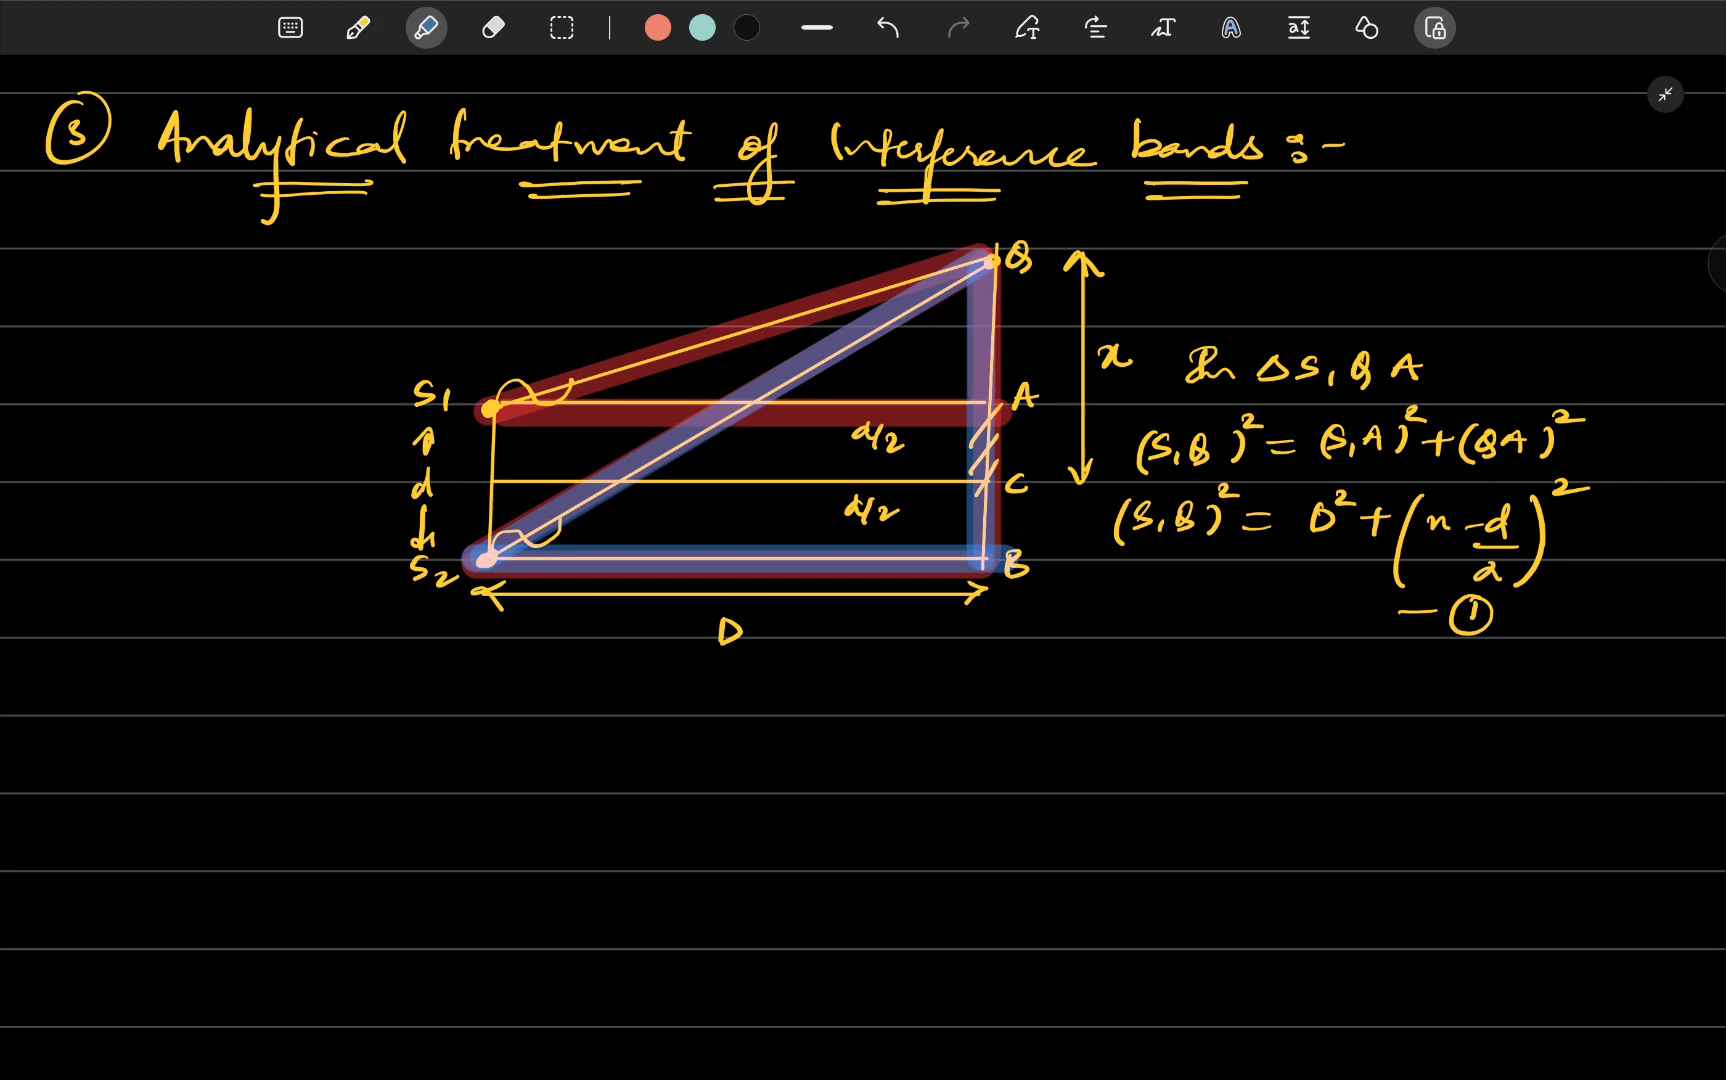 ③ Analytical treatment of Interference bands :-
Q
x
S₁
A
d/2
In △S₁QA
(S₁Q)² = (S₁A)² + (QA)²
d
C
d/2
(S₁Q)² = D² + (x - d/2)²
S₂
B
— ①
D